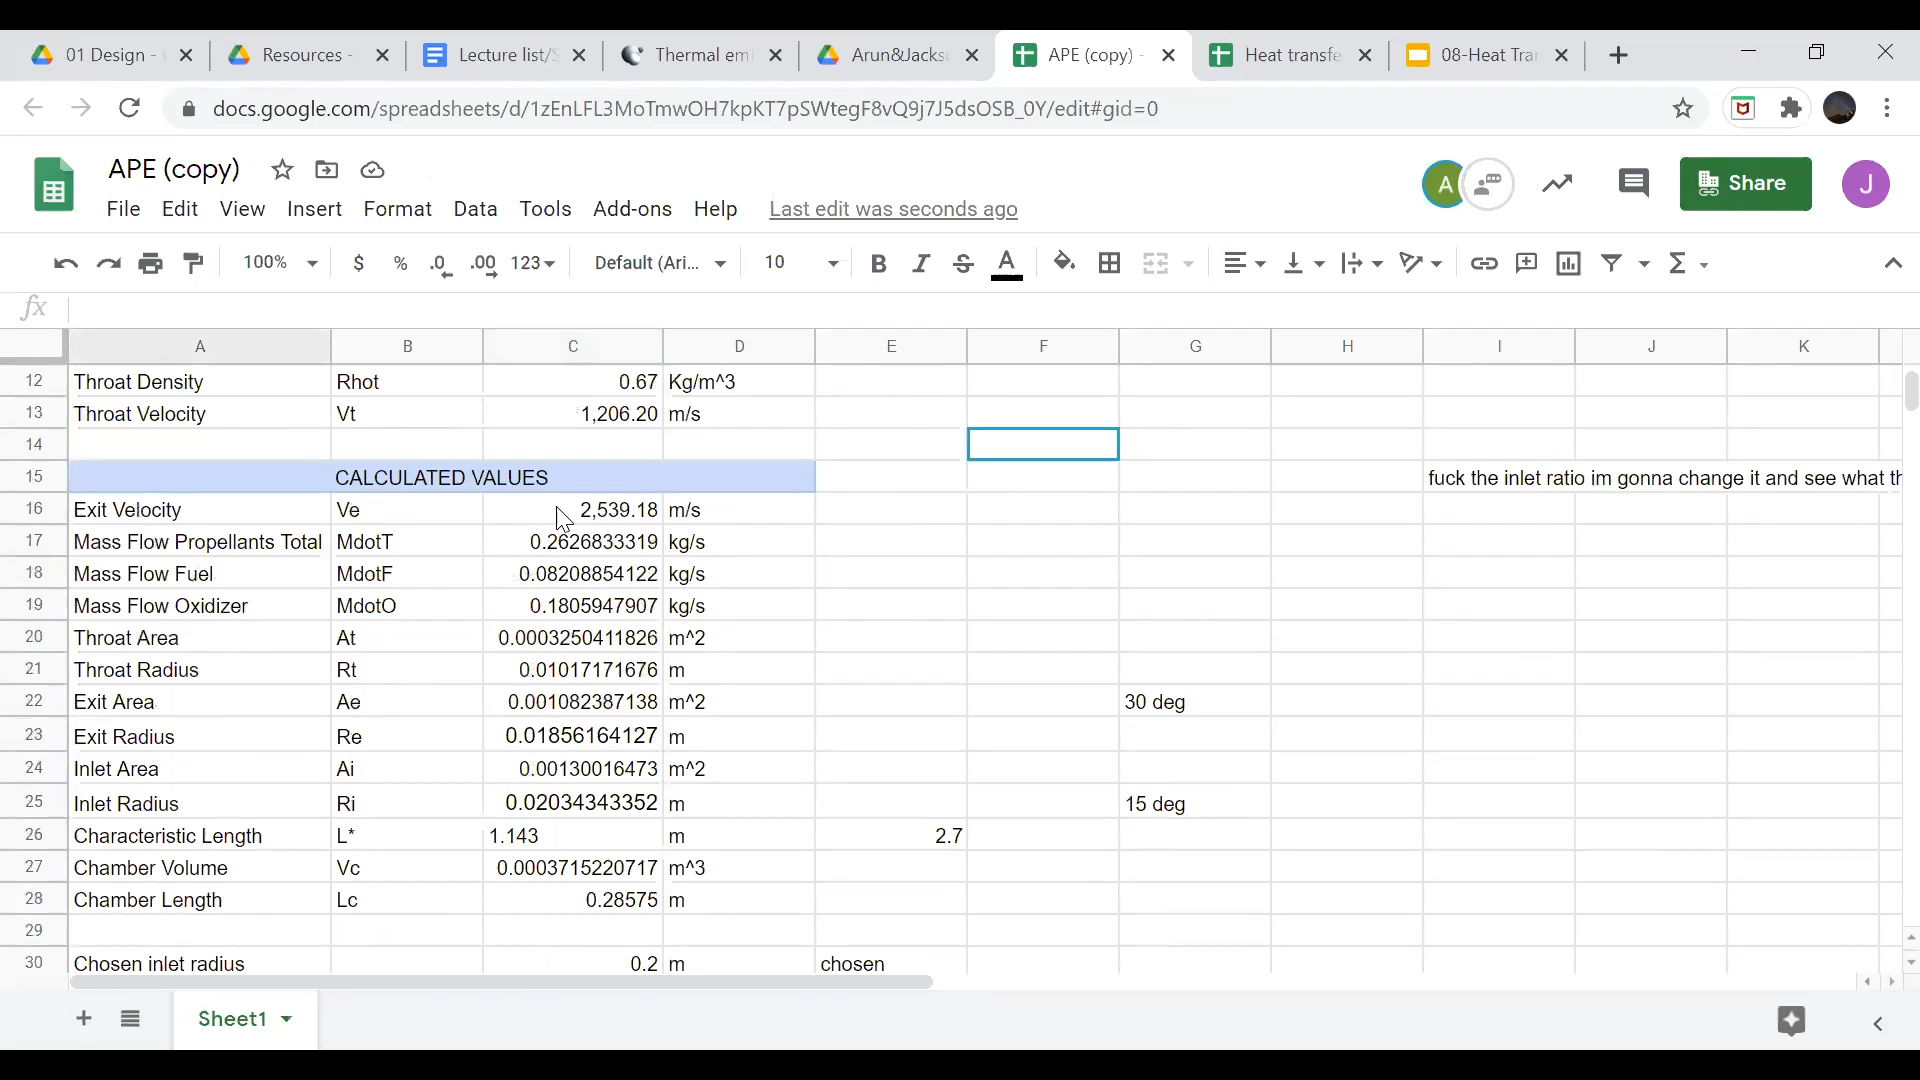 01 Design -
Resources -
Lecture list/S
Thermal emi
Arun&Jackso
APE (copy) -
Heat transfe
08-Heat Tran
docs.google.com/spreadsheets/d/1zEnLFL3MoTmwOH7kpKT7pSWtegF8vQ9j7J5dsOSB_0Y/edit#gid=0
APE (copy)
A
Share
J
File Edit View Insert Format Data Tools Add-ons Help Last edit was seconds ago
100% $ % .0 .00 123 Default (Ari... 10 B I S A
fx
A B C D E F G H I J K
12 Throat Density Rhot 0.67 Kg/m^3
13 Throat Velocity Vt 1,206.20 m/s
14
15 CALCULATED VALUES fuck the inlet ratio im gonna change it and see what th
16 Exit Velocity Ve 2,539.18 m/s
17 Mass Flow Propellants Total MdotT 0.2626833319 kg/s
18 Mass Flow Fuel MdotF 0.08208854122 kg/s
19 Mass Flow Oxidizer MdotO 0.1805947907 kg/s
20 Throat Area At 0.0003250411826 m^2
21 Throat Radius Rt 0.01017171676 m
22 Exit Area Ae 0.001082387138 m^2 30 deg
23 Exit Radius Re 0.01856164127 m
24 Inlet Area Ai 0.00130016473 m^2
25 Inlet Radius Ri 0.02034343352 m 15 deg
26 Characteristic Length L* 1.143 m 2.7
27 Chamber Volume Vc 0.0003715220717 m^3
28 Chamber Length Lc 0.28575 m
29
30 Chosen inlet radius 0.2 m chosen
Sheet1